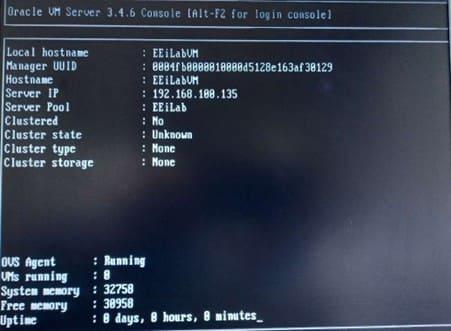 Oracle VM Server 3.4.6 Console [Alt-F2 for login console]
Local hostname : EEiLabVM
Manager UUID : 0004fb0000010000d5128e163af30129
Hostname : EEiLabVM
Server IP : 192.168.100.135
Server Pool : EEiLab
Clustered : No
Cluster state : Unknown
Cluster type : None
Cluster storage : None
OVS Agent : Running
VMs running : 0
System memory : 32758
Free memory : 30958
Uptime : 0 days, 0 hours, 0 minutes_